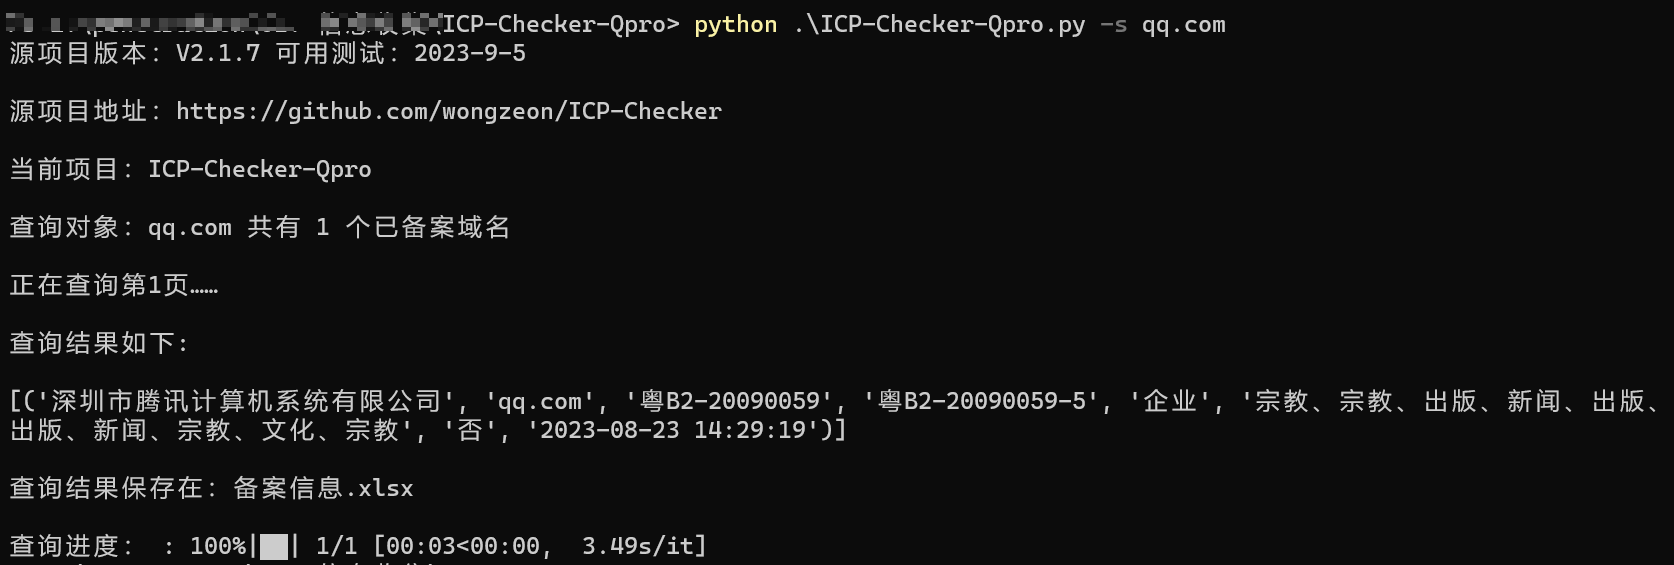 \ICP-Checker-Qpro> python .\ICP-Checker-Qpro.py -s qq.com
源项目版本：V2.1.7 可用测试：2023-9-5
源项目地址：https://github.com/wongzeon/ICP-Checker
当前项目：ICP-Checker-Qpro
查询对象：qq.com 共有 1 个已备案域名
正在查询第1页……
查询结果如下：
[('深圳市腾讯计算机系统有限公司', 'qq.com', '粤B2-20090059', '粤B2-20090059-5', '企业', '宗教、宗教、出版、新闻、出版、
出版、新闻、宗教、文化、宗教', '否', '2023-08-23 14:29:19')]
查询结果保存在：备案信息.xlsx
查询进度： : 100%|██| 1/1 [00:03<00:00,  3.49s/it]